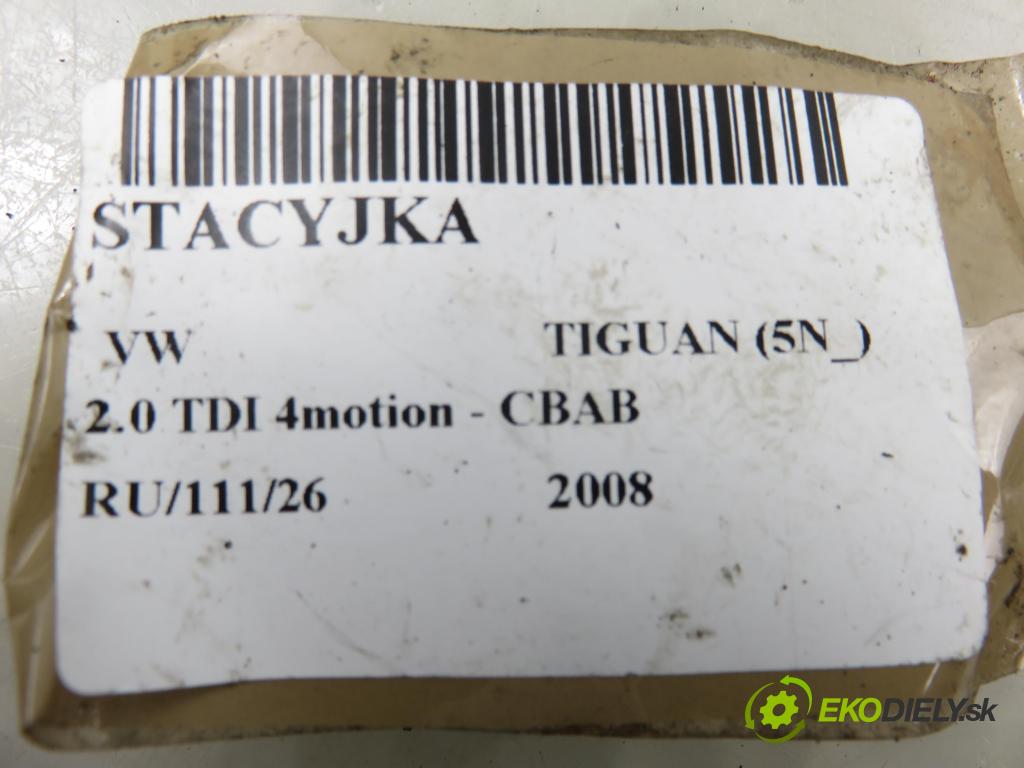 STACYJKA
VW TIGUAN (5N_)
2.0 TDI 4motion - CBAB
RU/111/26 2008
EKODIELY.sk